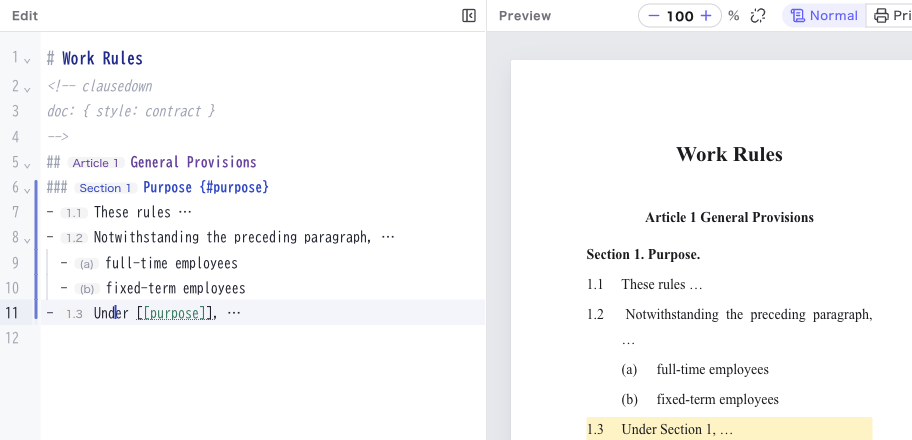 Edit
Preview
− 100 + %
Normal
Pri
1 # Work Rules
2 <!-- clausedown
3 doc: { style: contract }
4 -->
5 ## Article 1 General Provisions
6 ### Section 1 Purpose {#purpose}
7 - 1.1 These rules …
8 - 1.2 Notwithstanding the preceding paragraph, …
9 - (a) full-time employees
10 - (b) fixed-term employees
11 - 1.3 Under [[purpose]], …
12
Work Rules
Article 1 General Provisions
Section 1. Purpose.
1.1 These rules …
1.2 Notwithstanding the preceding paragraph,
…
(a) full-time employees
(b) fixed-term employees
1.3 Under Section 1, …